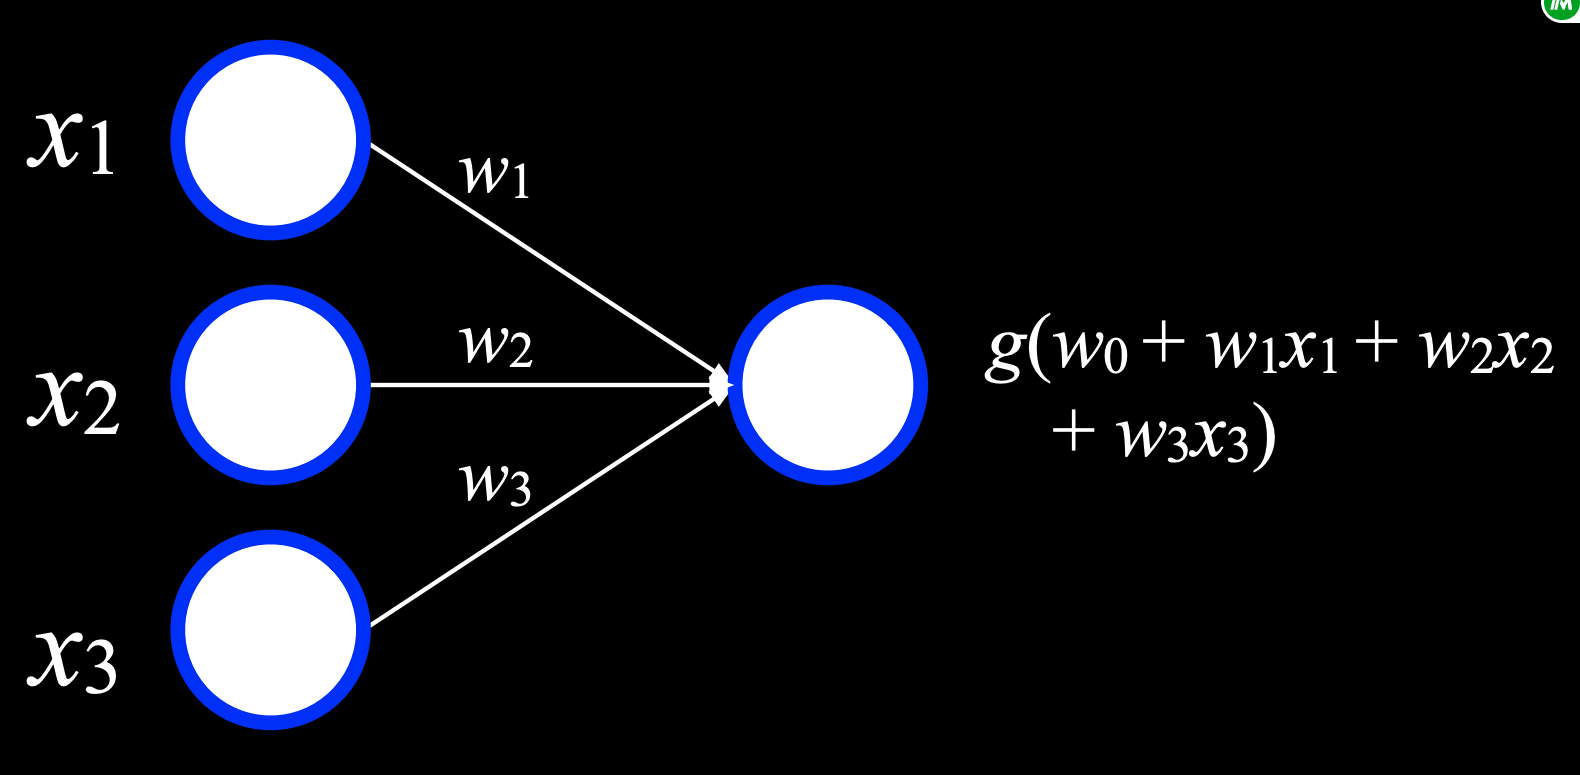 x1
w1
x2
w2
w3
x3
g(w0 + w1x1 + w2x2
+ w3x3)